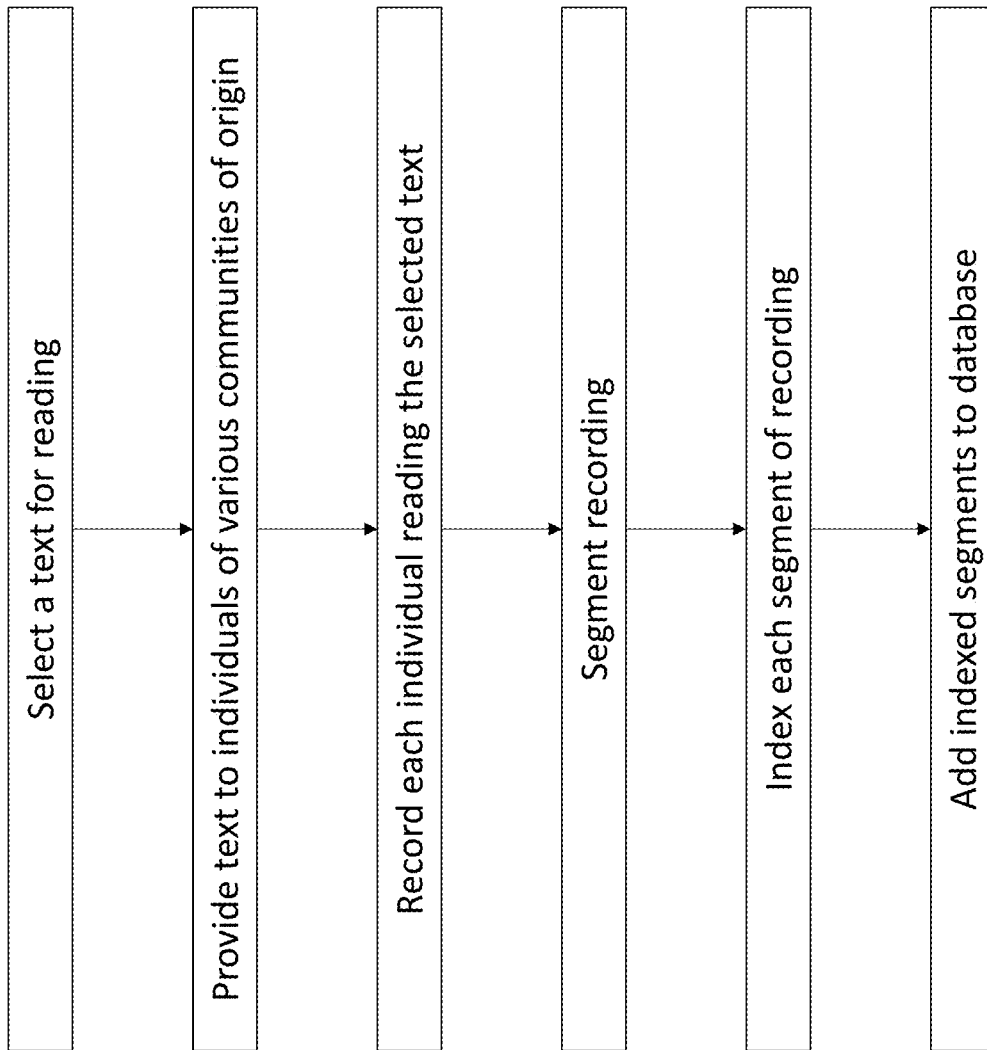 Select a text for reading
Provide text to individuals of various communities of origin
Record each individual reading the selected text
Segment recording
Index each segment of recording
Add indexed segments to database